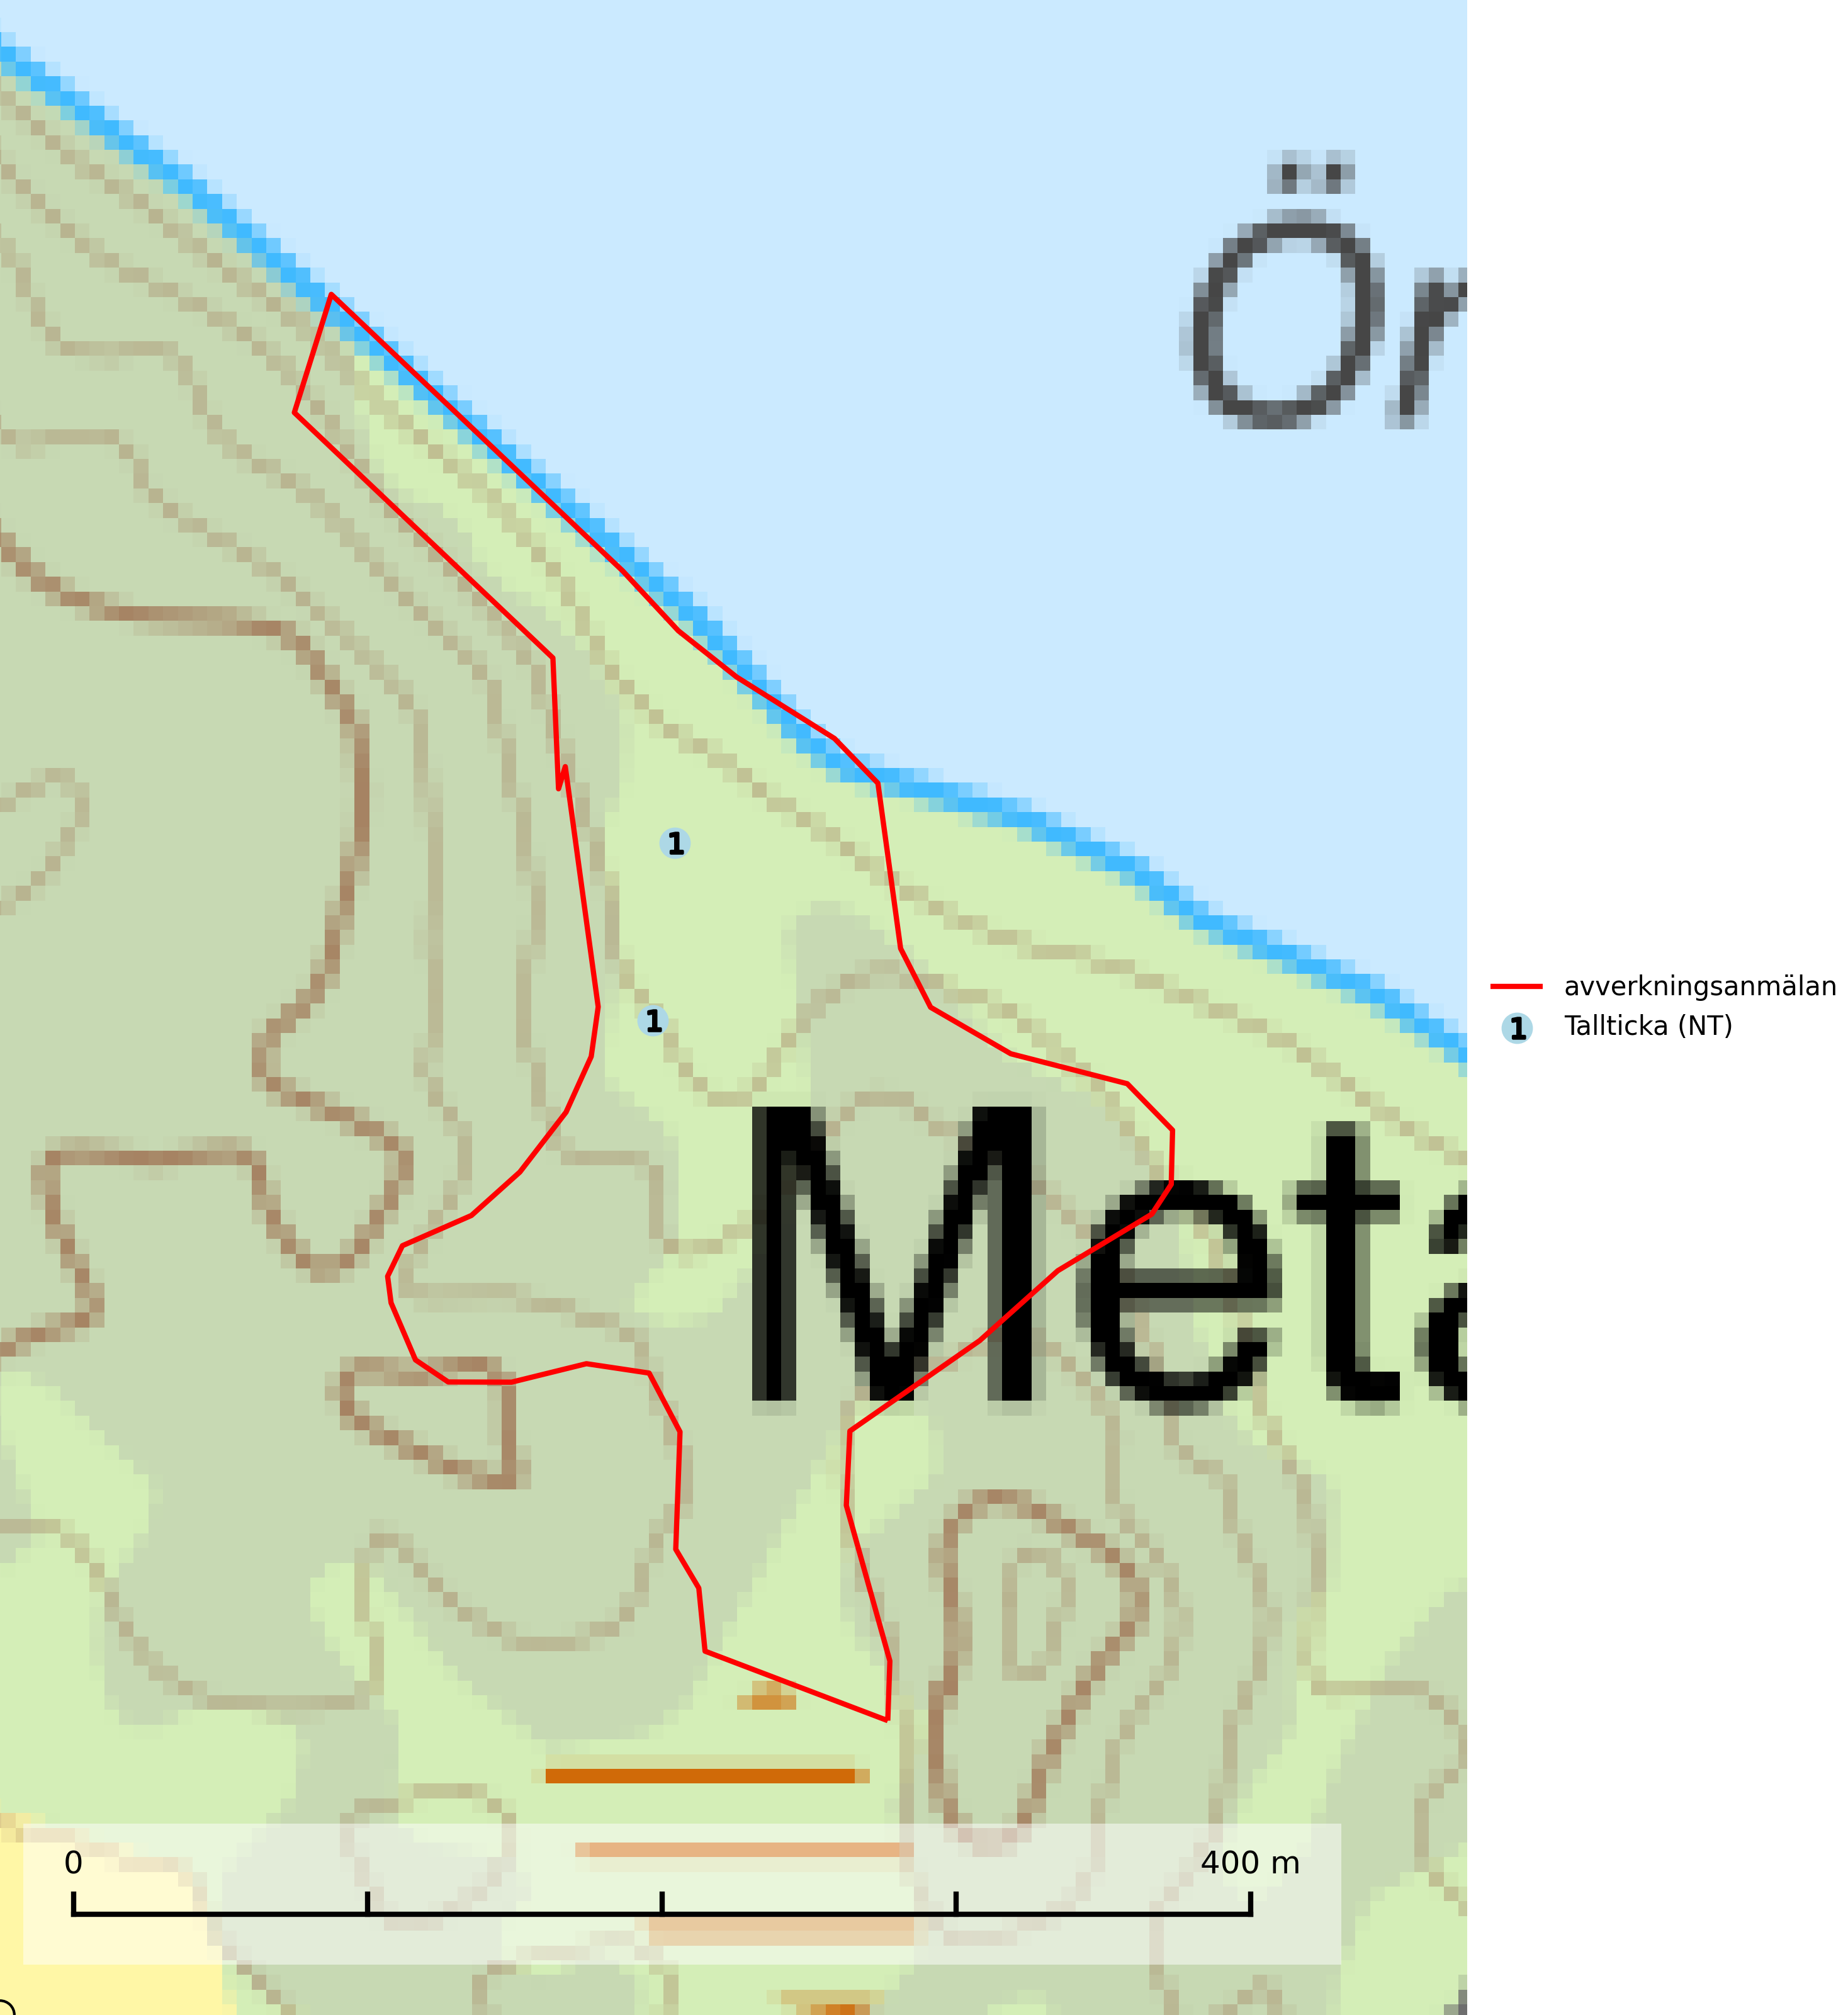 Ör
1
1
Meta
avverkningsanmälan
1 Tallticka (NT)
0 400 m